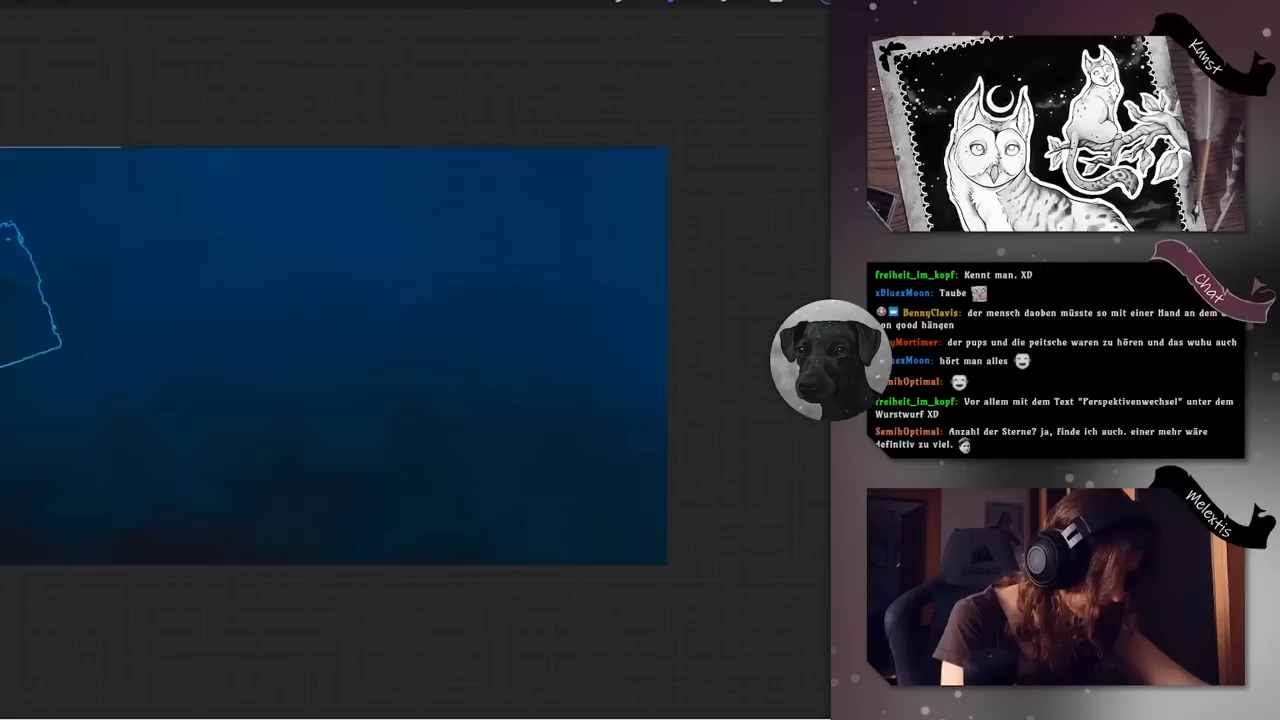 Kunst
Chat
freiheit_im_kopf: Kennt man. XD
xBluexMoon: Taube
BennyClavis: der mensch daoben müsste so mit einer Hand an dem
on good hängen
yMortimer: der pups und die peitsche waren zu hören und das wuhu auch
uexMoon: hört man alles
mihOptimal:
freiheit_im_kopf: Vor allem mit dem Text "Perspektivenwechsel" unter dem
Wurstwurf XD
SemihOptimal: Anzahl der Sterne? ja, finde ich auch. einer mehr wäre
definitiv zu viel.
Melextis